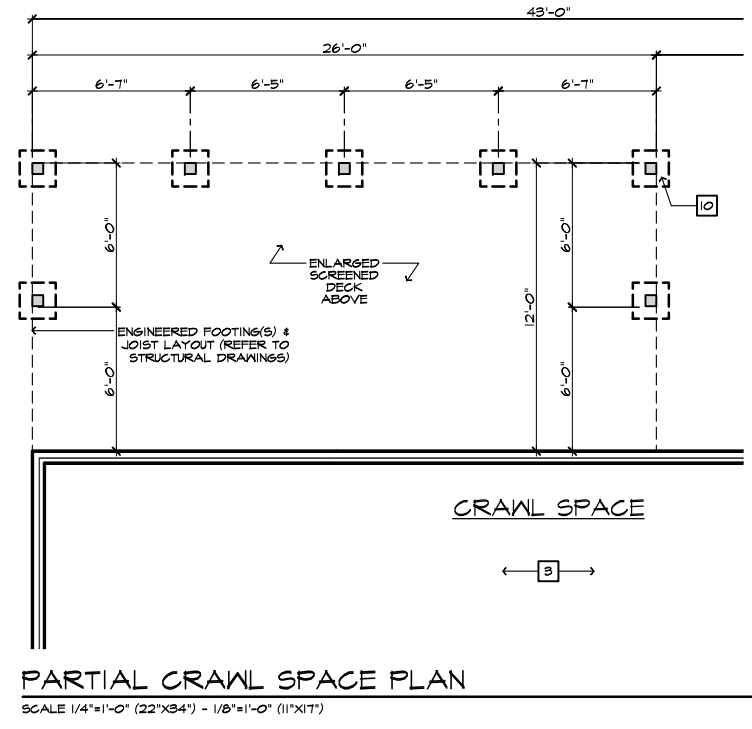 43'-0"
26'-0"
6'-7"
6'-5"
6'-5"
6'-7"
10
6'-0"
6'-0"
ENLARGED
SCREENED
DECK
ABOVE
12'-0"
ENGINEERED FOOTING(S) &
JOIST LAYOUT (REFER TO
STRUCTURAL DRAWINGS)
6'-0"
6'-0"
CRAWL SPACE
3
PARTIAL CRAWL SPACE PLAN
SCALE 1/4"=1'-0" (22"X34") - 1/8"=1'-0" (11"X17")